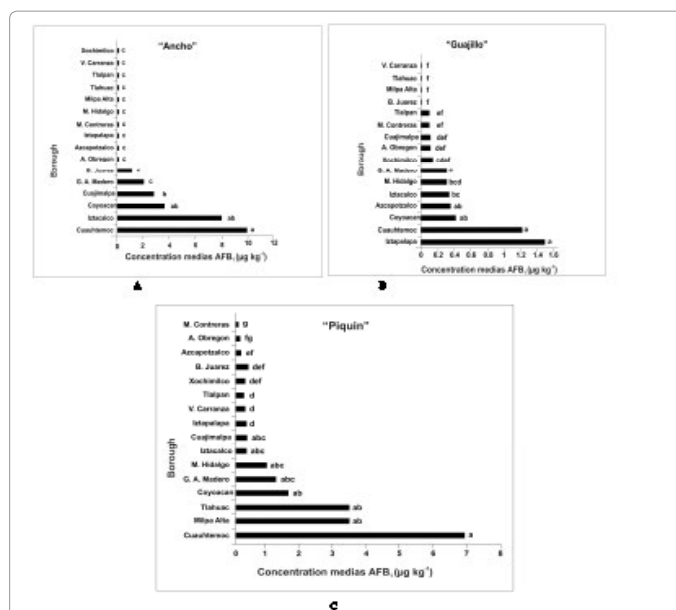 "Ancho"
Borough
Xochimilco c
V. Carranza c
Tlalpan c
Tlahuac c
Milpa Alta c
M. Hidalgo c
M. Contreras c
Iztapalapa c
Azcapotzalco c
A. Obregon c
B. Juarez c
G. A. Madero c
Cuajimalpa b
Coyoacan ab
Iztacalco ab
Cuauhtemoc a
0 2 4 6 8 10 12
Concentration medias AFB₁ (µg kg⁻¹)
A
"Guajillo"
Borough
V. Carranza f
Tlahuac f
Milpa Alta f
B. Juarez f
Tlalpan ef
M. Contreras ef
Cuajimlpa def
A. Obregon def
Xochimilco cdef
G. A. Madero c
M. Hidalgo bcd
Iztacalco bc
Azcapotzalco ab
Coyoacan ab
Cuauhtemoc a
Iztapalapa a
0 0.2 0.4 0.6 0.8 1 1.2 1.4 1.6
Concentration medias AFB₁ (µg kg⁻¹)
B
"Piquin"
Borough
M. Contreras g
A. Obregon fg
Azcapotzalco ef
B. Juarez def
Xochimilco def
Tlalpan d
V. Carranza d
Iztapalapa d
Cuajimalpa abc
Iztacalco abc
M. Hidalgo abc
G. A. Madero abc
Coyoacan ab
Tlahuac ab
Milpa Alta ab
Cuauhtemoc a
0 1 2 3 4 5 6 7 8
Concentration medias AFB₁ (µg kg⁻¹)
C